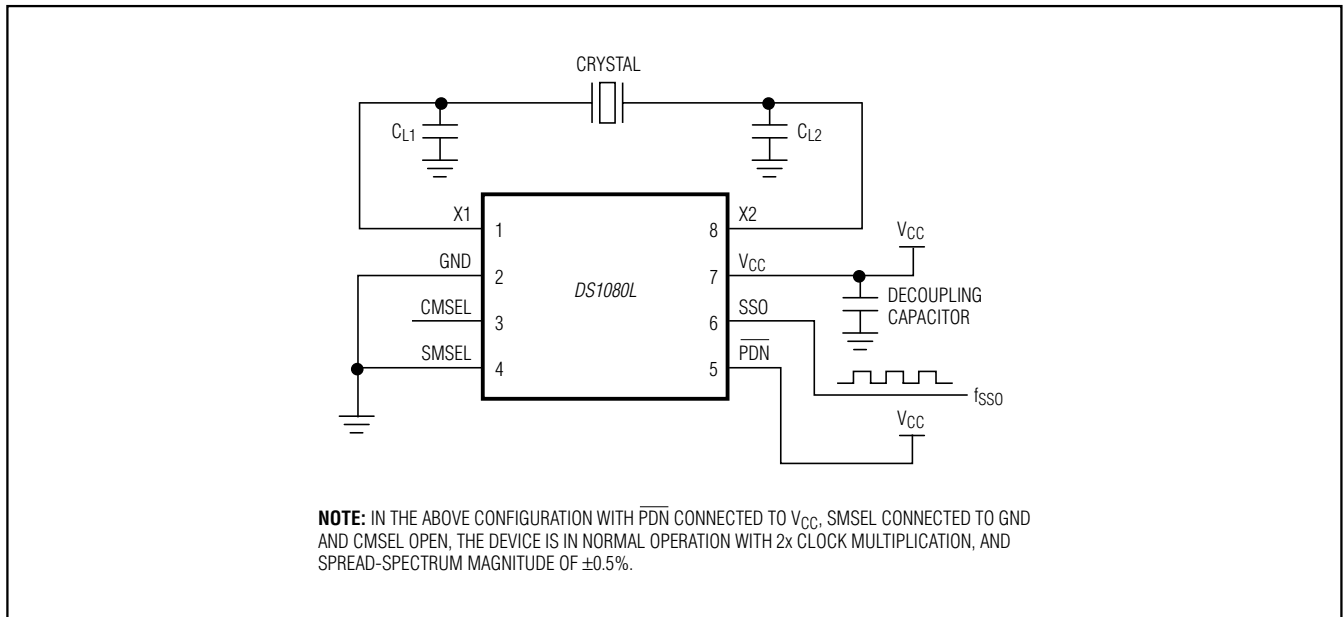 CRYSTAL
CL1
CL2
X1
1
8
X2
VCC
GND
2
7
VCC
DS1080L
DECOUPLING
CAPACITOR
CMSEL
3
6
SSO
SMSEL
4
5
PDN
fSSO
VCC
NOTE: IN THE ABOVE CONFIGURATION WITH PDN CONNECTED TO VCC, SMSEL CONNECTED TO GND
AND CMSEL OPEN, THE DEVICE IS IN NORMAL OPERATION WITH 2x CLOCK MULTIPLICATION, AND
SPREAD-SPECTRUM MAGNITUDE OF ±0.5%.